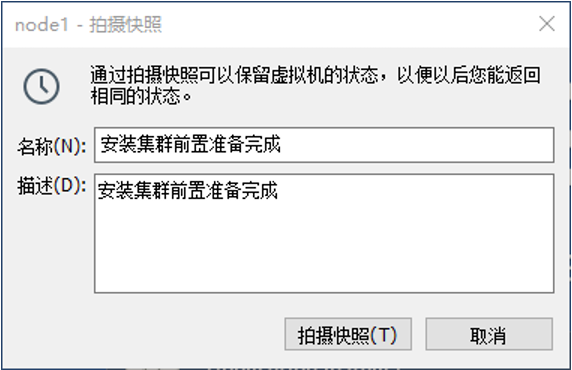 node1 - 拍摄快照
通过拍摄快照可以保留虚拟机的状态，以便以后您能返回
相同的状态。
名称(N): 安装集群前置准备完成
描述(D): 安装集群前置准备完成
拍摄快照(T) 取消